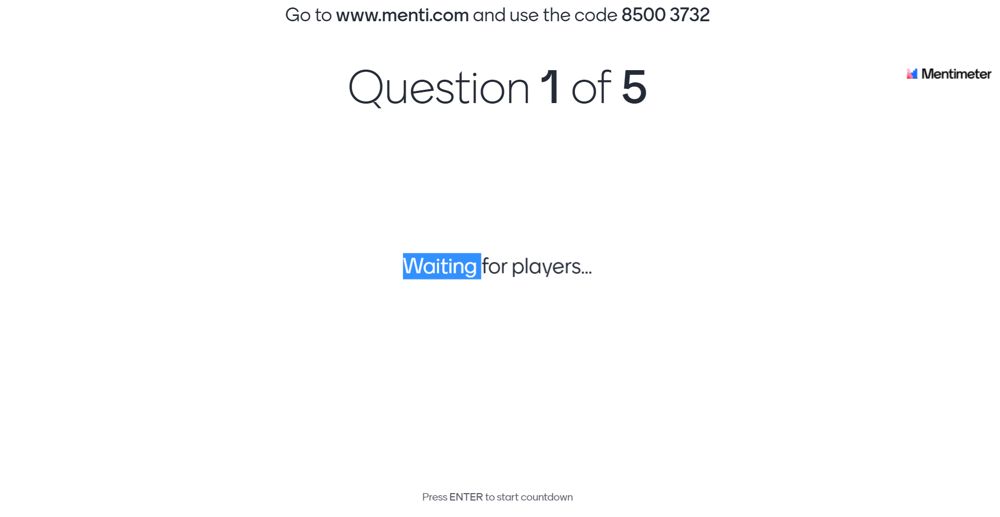 Go to www.menti.com and use the code 8500 3732
Question 1 of 5
Mentimeter
Waiting for players...
Press ENTER to start countdown